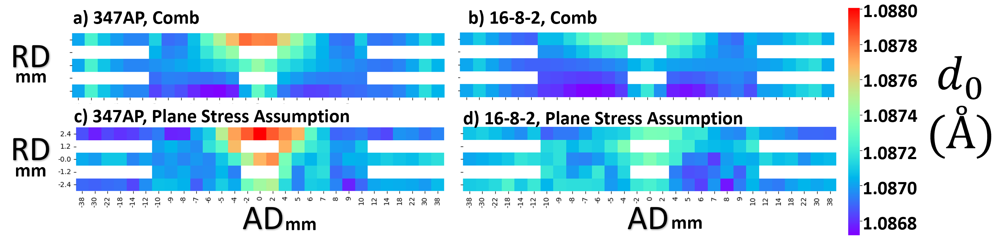 a) 347AP, Comb
b) 16-8-2, Comb
RD
mm
c) 347AP, Plane Stress Assumption
d) 16-8-2, Plane Stress Assumption
RD
mm
2.4
1.2
-0.0
-1.2
-2.4
-38 -30 -22 -18 -14 -12 -10 -9 -8 -7 -6 -5 -4 -2 0 2 4 5 6 7 8 9 10 12 14 18 22 30 38
-38 -30 -22 -18 -14 -12 -10 -9 -8 -7 -6 -5 -4 -2 0 2 4 5 6 7 8 9 10 12 14 18 22 30 38
AD mm
AD mm
1.0880
1.0878
1.0876
1.0874
1.0872
1.0870
1.0868
d0
(Å)